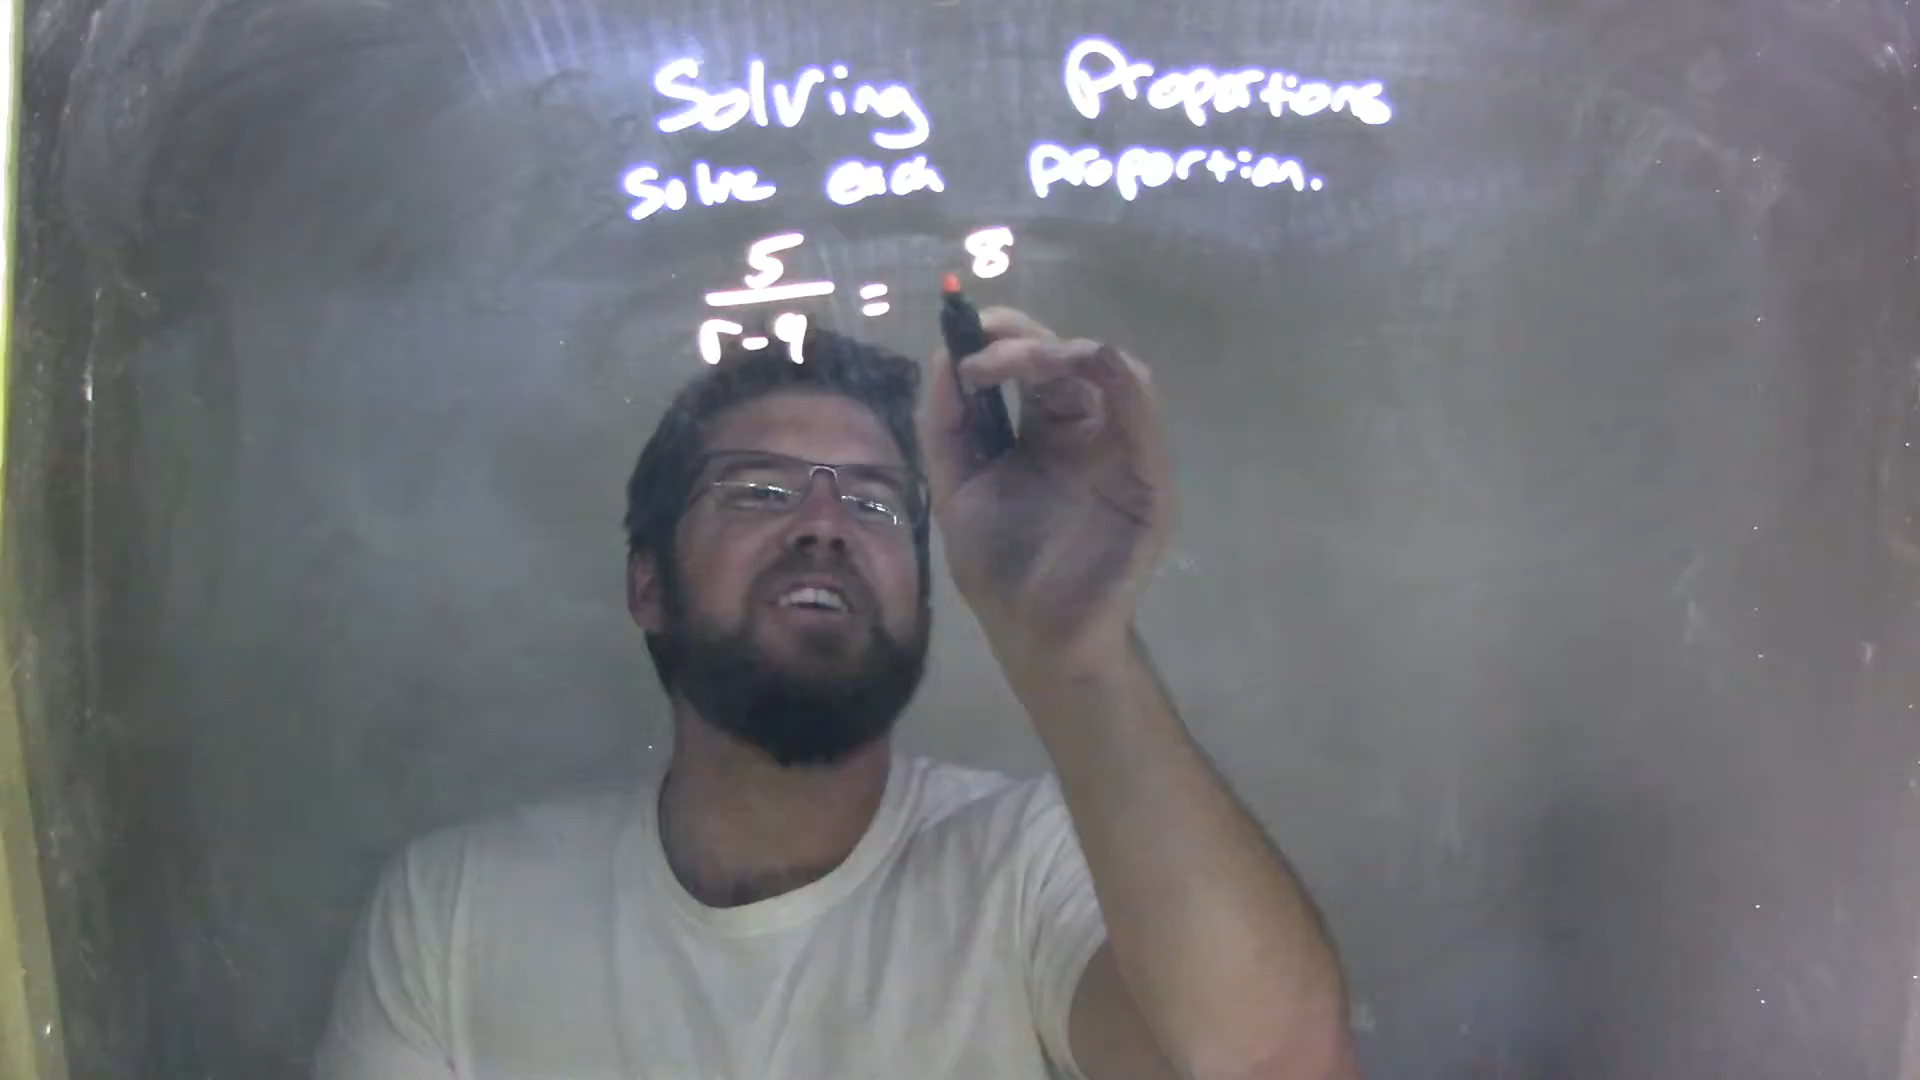 Solving Proportions
Solve each proportion.
5/(r-9) = 8